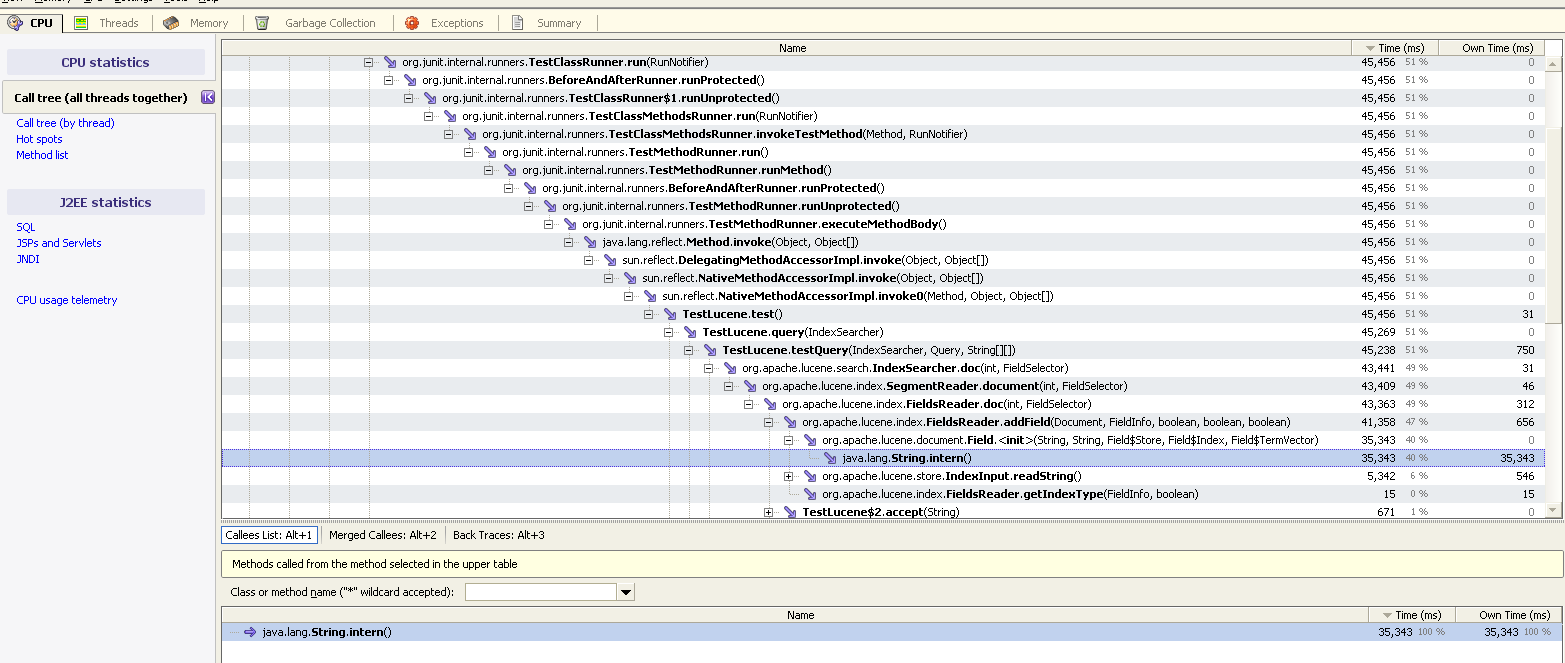 CPU Threads Memory Garbage Collection Exceptions Summary
CPU statistics
Call tree (all threads together)
Call tree (by thread)
Hot spots
Method list
J2EE statistics
SQL
JSPs and Servlets
JNDI
CPU usage telemetry
Name Time (ms) Own Time (ms)
org.junit.internal.runners.TestClassRunner.run(RunNotifier) 45,456 51 % 0
org.junit.internal.runners.BeforeAndAfterRunner.runProtected() 45,456 51 % 0
org.junit.internal.runners.TestClassRunner$1.runUnprotected() 45,456 51 % 0
org.junit.internal.runners.TestClassMethodsRunner.run(RunNotifier) 45,456 51 % 0
org.junit.internal.runners.TestClassMethodsRunner.invokeTestMethod(Method, RunNotifier) 45,456 51 % 0
org.junit.internal.runners.TestMethodRunner.run() 45,456 51 % 0
org.junit.internal.runners.TestMethodRunner.runMethod() 45,456 51 % 0
org.junit.internal.runners.BeforeAndAfterRunner.runProtected() 45,456 51 % 0
org.junit.internal.runners.TestMethodRunner.runUnprotected() 45,456 51 % 0
org.junit.internal.runners.TestMethodRunner.executeMethodBody() 45,456 51 % 0
java.lang.reflect.Method.invoke(Object, Object[]) 45,456 51 % 0
sun.reflect.DelegatingMethodAccessorImpl.invoke(Object, Object[]) 45,456 51 % 0
sun.reflect.NativeMethodAccessorImpl.invoke(Object, Object[]) 45,456 51 % 0
sun.reflect.NativeMethodAccessorImpl.invoke0(Method, Object, Object[]) 45,456 51 % 0
TestLucene.test() 45,456 51 % 31
TestLucene.query(IndexSearcher) 45,269 51 % 0
TestLucene.testQuery(IndexSearcher, Query, String[][]) 45,238 51 % 750
org.apache.lucene.search.IndexSearcher.doc(int, FieldSelector) 43,441 49 % 31
org.apache.lucene.index.SegmentReader.document(int, FieldSelector) 43,409 49 % 46
org.apache.lucene.index.FieldsReader.doc(int, FieldSelector) 43,363 49 % 312
org.apache.lucene.index.FieldsReader.addField(Document, FieldInfo, boolean, boolean, boolean) 41,358 47 % 656
org.apache.lucene.document.Field.<init>(String, String, Field$Store, Field$Index, Field$TermVector) 35,343 40 % 0
java.lang.String.intern() 35,343 40 % 35,343
org.apache.lucene.store.IndexInput.readString() 5,342 6 % 546
org.apache.lucene.index.FieldsReader.getIndexType(FieldInfo, boolean) 15 0 % 15
TestLucene$2.accept(String) 671 1 % 0
Callees List: Alt+1 Merged Callees: Alt+2 Back Traces: Alt+3
Methods called from the method selected in the upper table
Class or method name ("*" wildcard accepted):
Name Time (ms) Own Time (ms)
java.lang.String.intern() 35,343 100 % 35,343 100 %